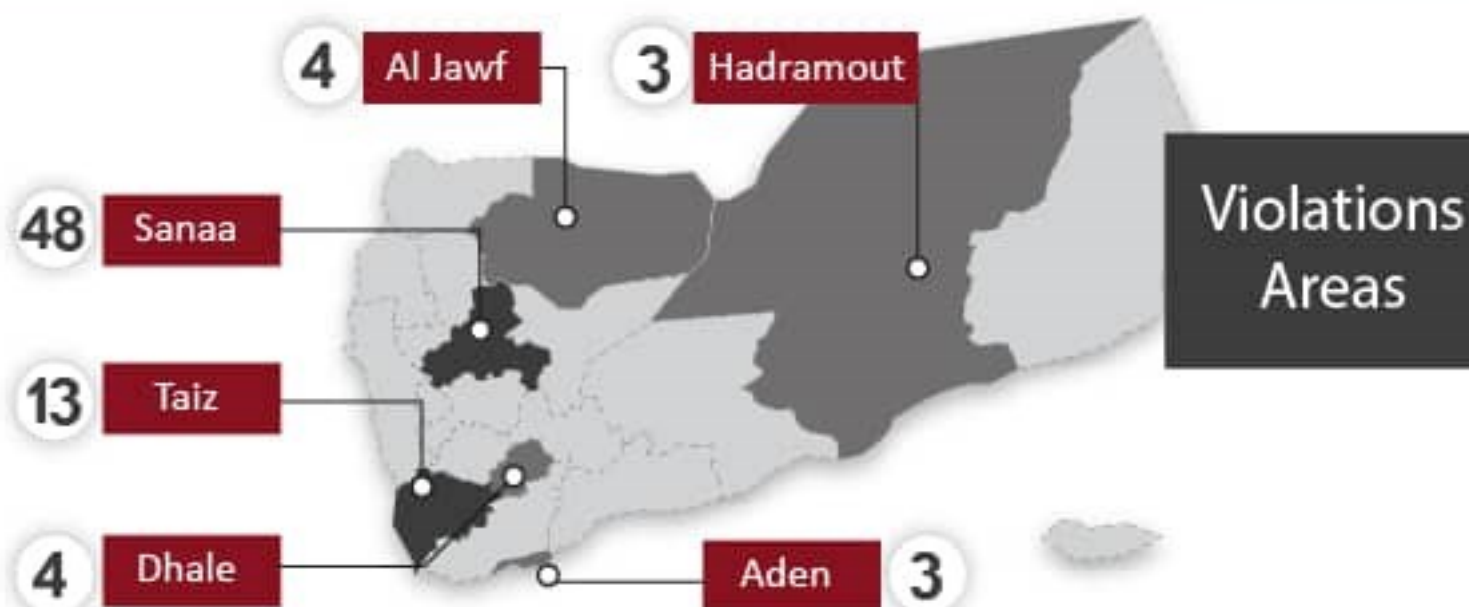 4 Al Jawf
3 Hadramout
48 Sanaa
Violations
Areas
13 Taiz
4 Dhale
Aden 3